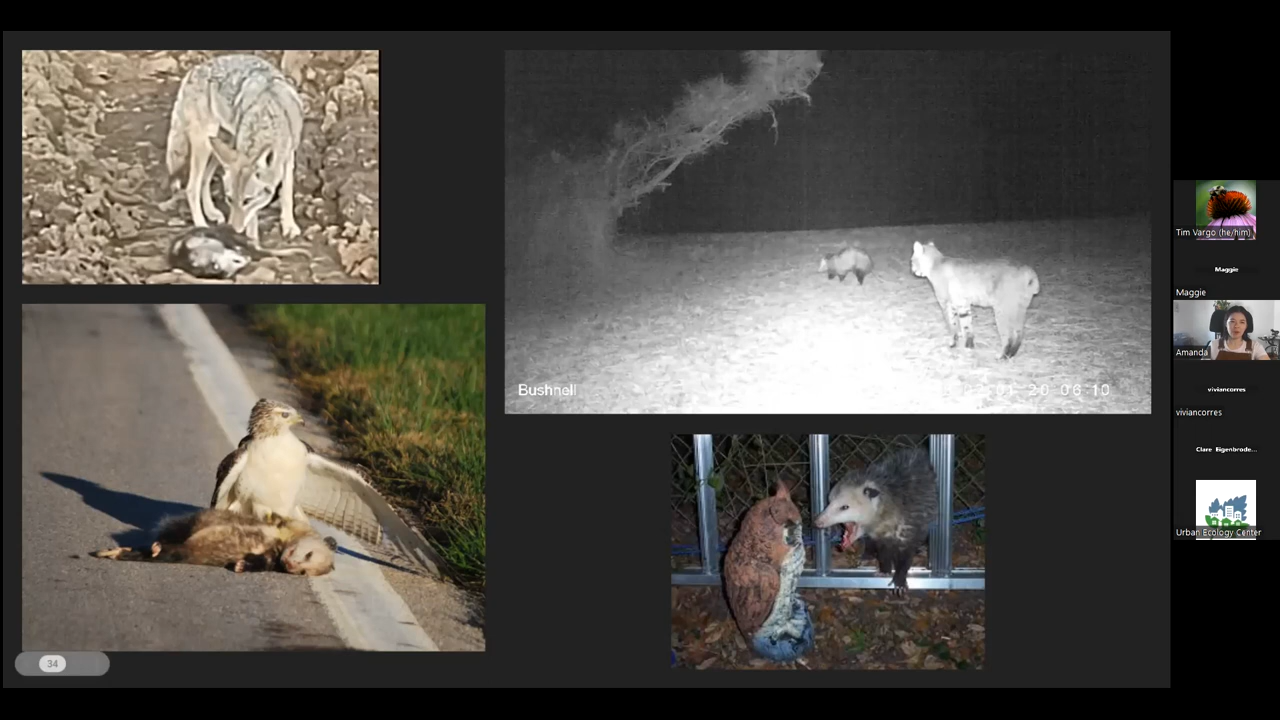 Bushnell
01-20 06:10
34
Tim Vargo (he/him)
Maggie
Maggie
Amanda
viviancorres
viviancorres
Clare Eigenbrode...
Urban Ecology Center